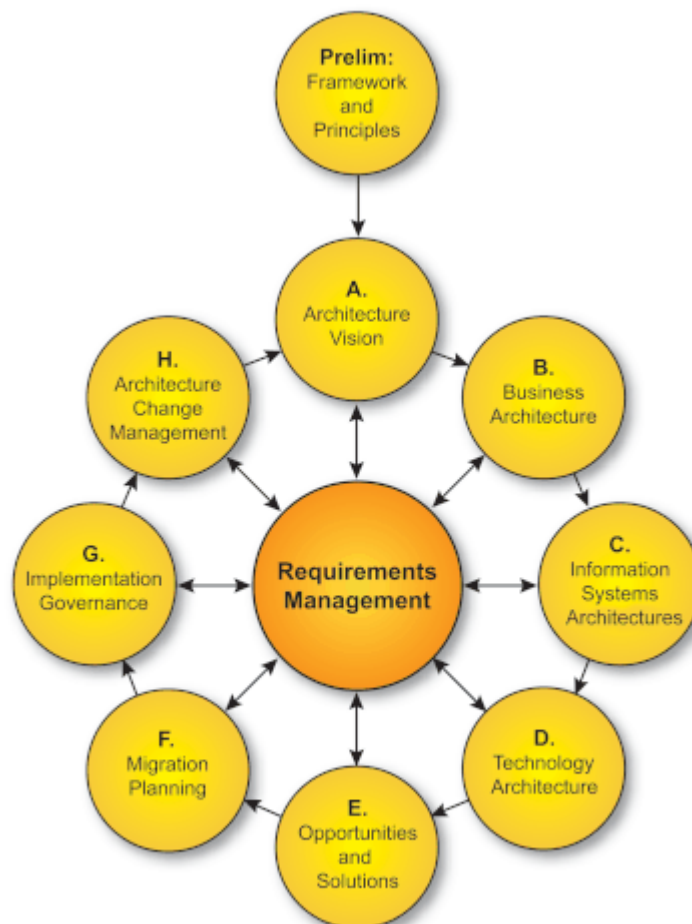 Prelim:
Framework
and
Principles
A.
Architecture
Vision
B.
Business
Architecture
C.
Information
Systems
Architectures
D.
Technology
Architecture
E.
Opportunities
and
Solutions
F.
Migration
Planning
G.
Implementation
Governance
H.
Architecture
Change
Management
Requirements
Management